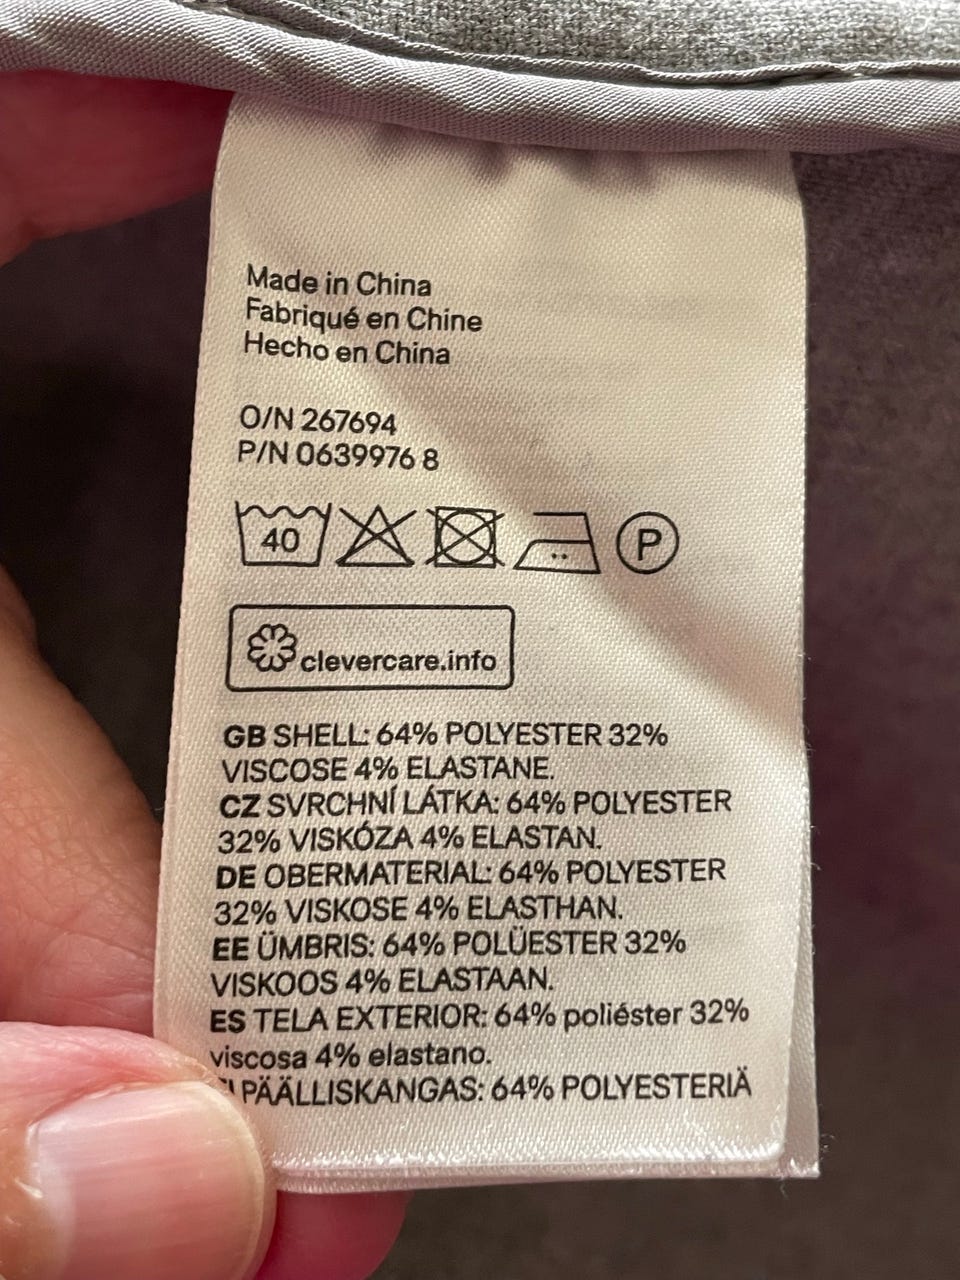 Made in China
Fabriqué en Chine
Hecho en China
O/N 267694
P/N 0639976 8
40 P
clevercare.info
GB SHELL: 64% POLYESTER 32%
VISCOSE 4% ELASTANE.
CZ SVRCHNÍ LÁTKA: 64% POLYESTER
32% VISKÓZA 4% ELASTAN.
DE OBERMATERIAL: 64% POLYESTER
32% VISKOSE 4% ELASTHAN.
EE ÜMBRIS: 64% POLÜESTER 32%
VISKOOS 4% ELASTAAN.
ES TELA EXTERIOR: 64% poliéster 32%
viscosa 4% elastano.
PÄÄLLISKANGAS: 64% POLYESTERIÄ